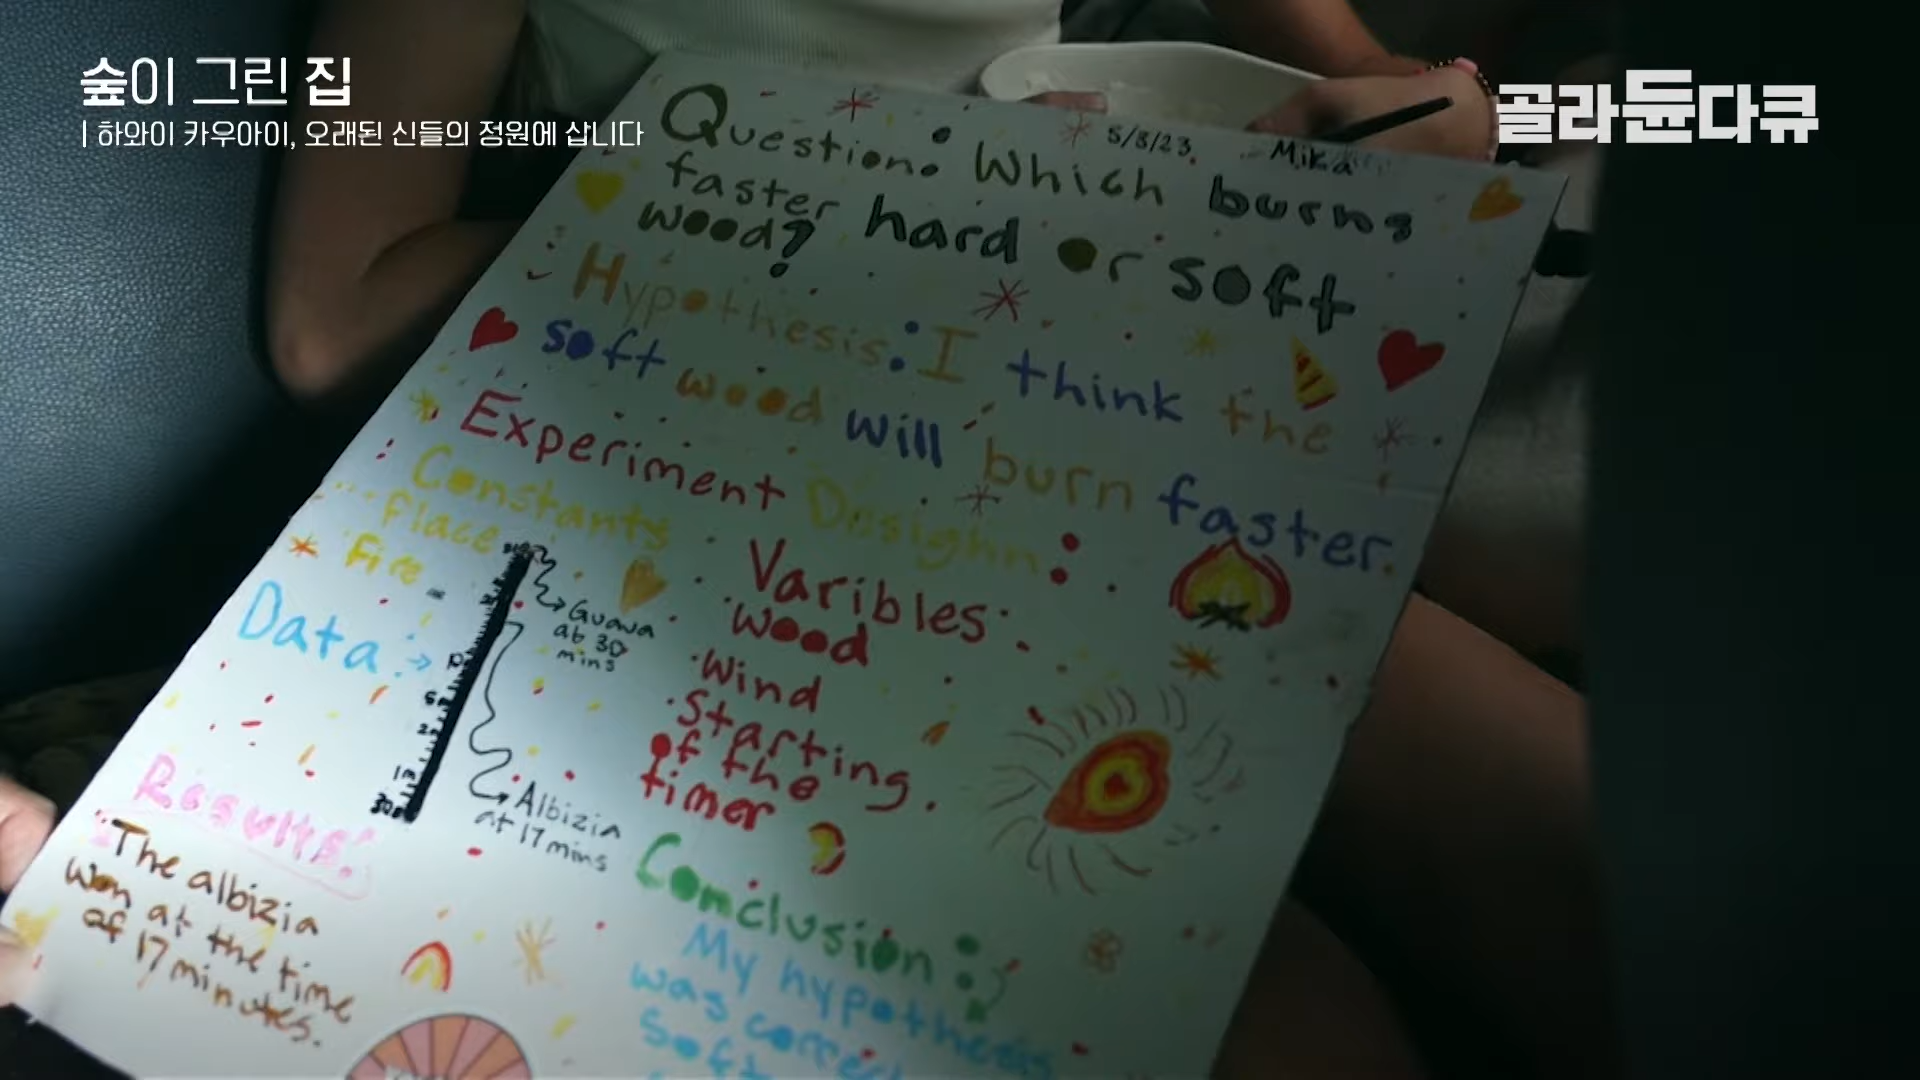 숲이 그린 집
| 하와이 카우아이, 오래된 신들의 정원에 삽니다
골라듄다큐
5/3/23
Mika
Question: Which burns
faster hard or soft
wood?
Hypothesis: I think the
soft wood will burn faster.
Experiment Desighn:
Constants
Place
Fire
Varibles:
wood
Wind
Starting
of the
timer
Data:
Guava
at 30
mins
Albizia
at 17 mins
Results:
The albizia
won at the time
of 17 minutes.
Comclusion:
My hypothesis
was correct
Soft